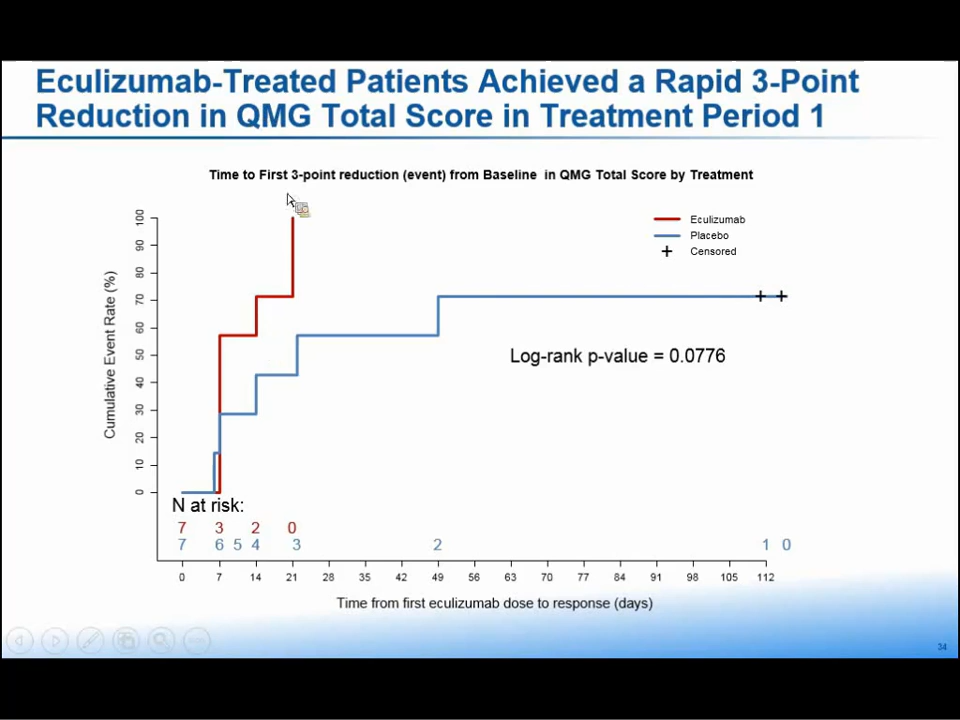 Eculizumab-Treated Patients Achieved a Rapid 3-Point
Reduction in QMG Total Score in Treatment Period 1
Time to First 3-point reduction (event) from Baseline in QMG Total Score by Treatment
Eculizumab
Placebo
Censored
Cumulative Event Rate (%)
100
90
80
70
60
50
40
30
20
10
0
Log-rank p-value = 0.0776
N at risk:
7 3 2 0
7 6 5 4 3 2 1 0
0 7 14 21 28 35 42 49 56 63 70 77 84 91 98 105 112
Time from first eculizumab dose to response (days)
34